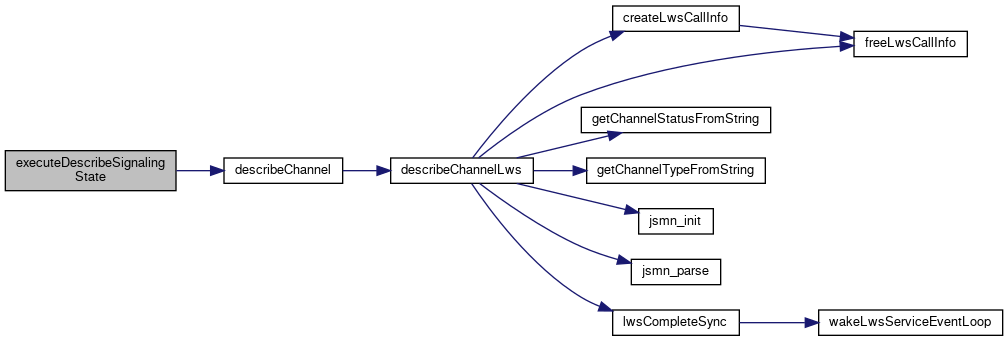 executeDescribeSignaling
State
describeChannel
describeChannelLws
createLwsCallInfo
freeLwsCallInfo
getChannelStatusFromString
getChannelTypeFromString
jsmn_init
jsmn_parse
lwsCompleteSync
wakeLwsServiceEventLoop